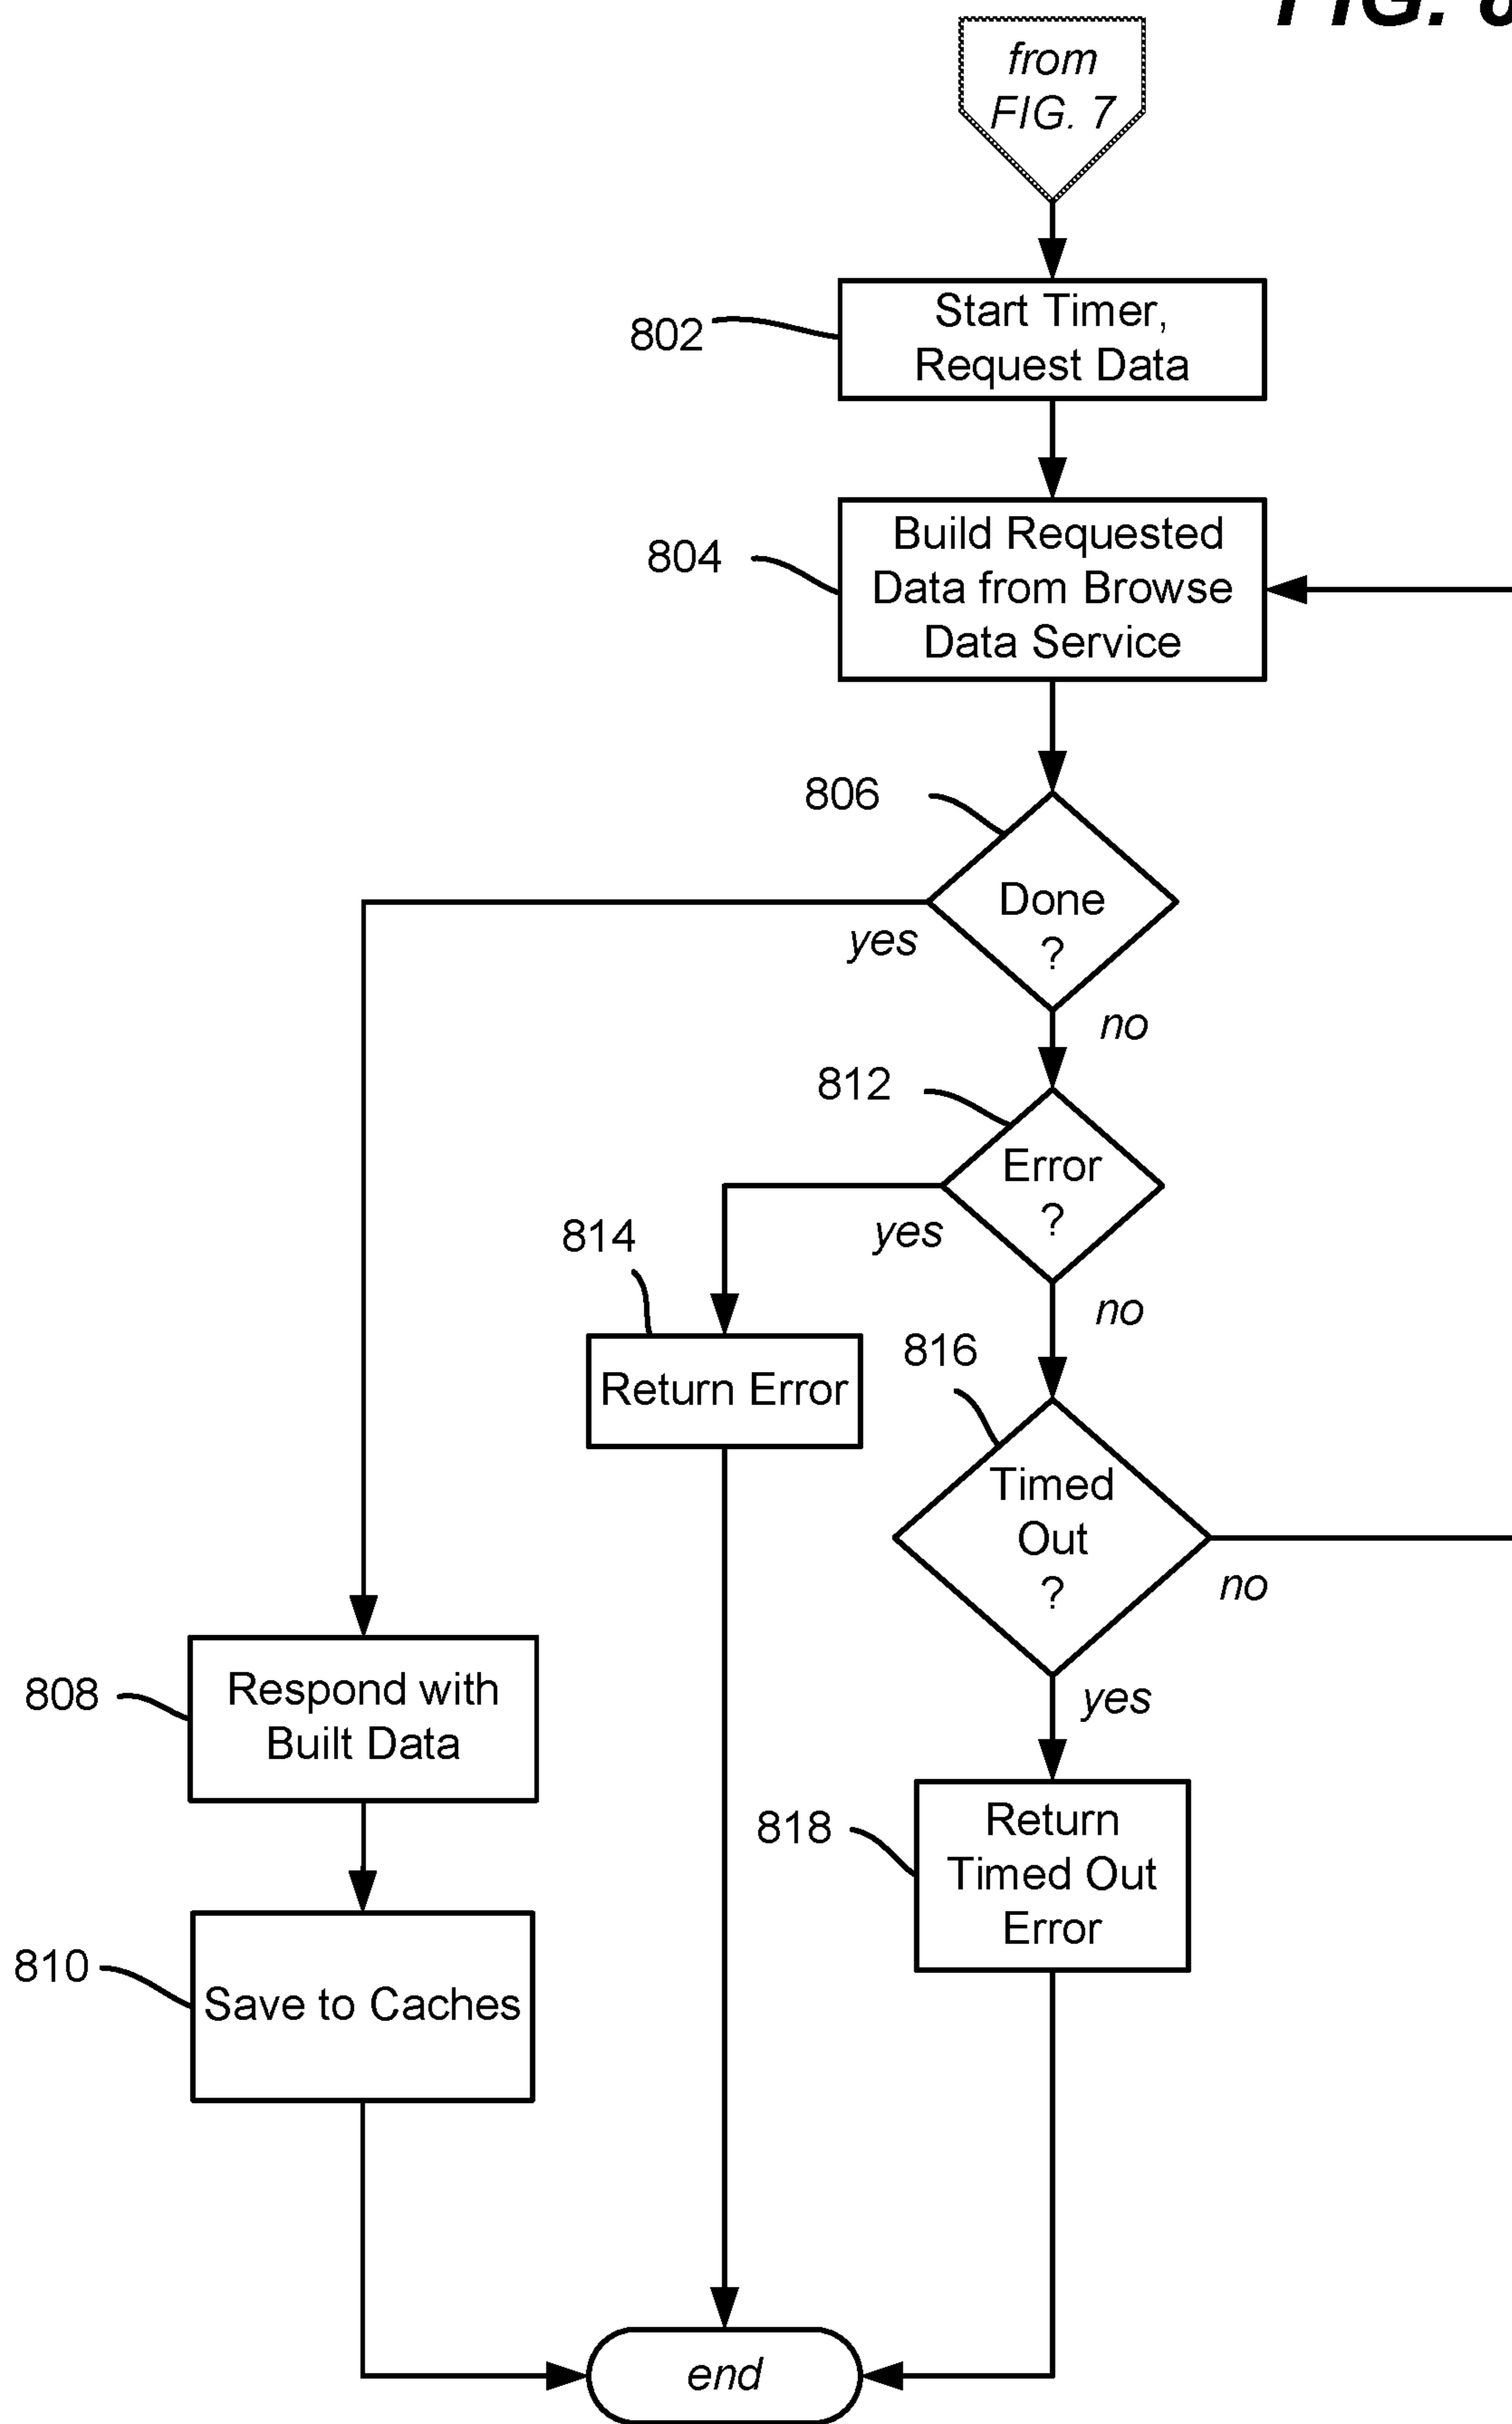 FIG. 8
from
FIG. 7
802
Start Timer,
Request Data
804
Build Requested
Data from Browse
Data Service
806
Done
?
yes
no
812
Error
?
yes
no
814
Return Error
816
Timed
Out
?
no
yes
808
Respond with
Built Data
818
Return
Timed Out
Error
810
Save to Caches
end